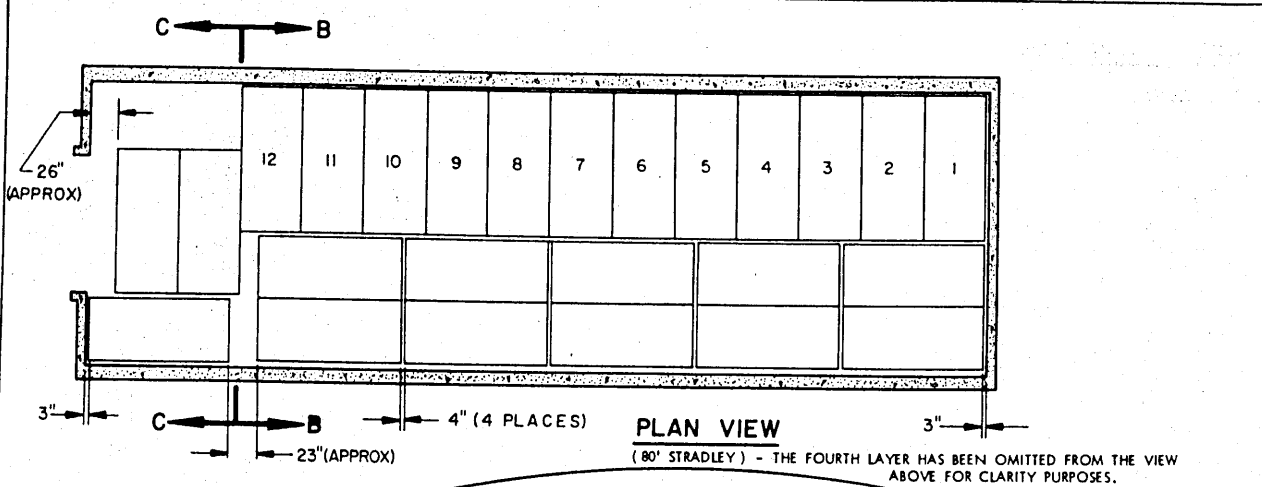 C B
26"
(APPROX)
12 11 10 9 8 7 6 5 4 3 2 1
3"
C B
4" (4 PLACES)
23"(APPROX)
PLAN VIEW
3"
(80' STRADLEY) - THE FOURTH LAYER HAS BEEN OMITTED FROM THE VIEW
ABOVE FOR CLARITY PURPOSES.